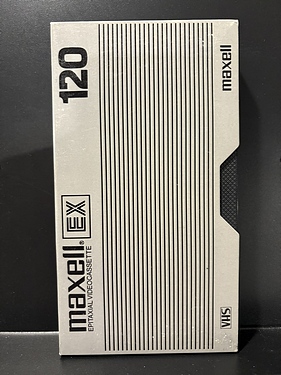 maxell® EX 120
EPITAXIAL VIDEOCASSETTE
VHS maxell